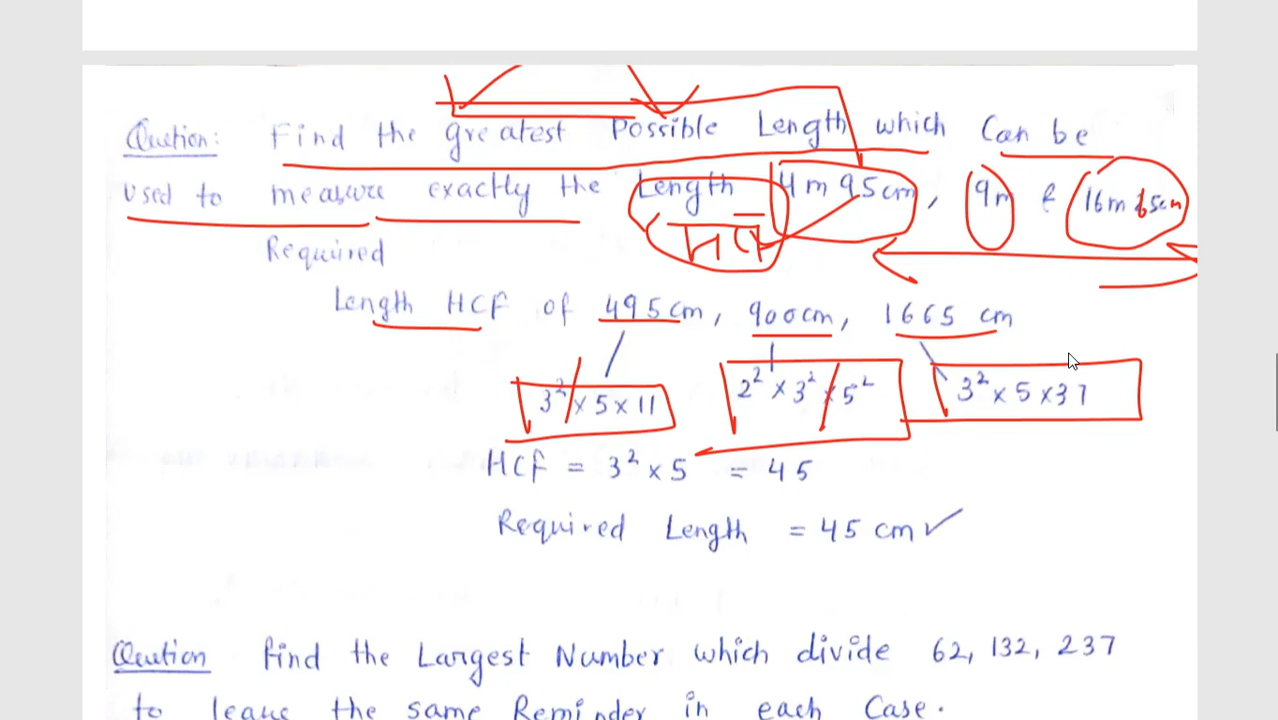 Quetion: Find the greatest Possible Length which Can be
used to measure exactly the Length 4m 95cm, 9m & 16m 65cm
HCF
Required
Length HCF of 495cm, 900cm, 1665 cm
3² × 5 × 11 2² × 3² × 5² 3² × 5 × 37
HCF = 3² × 5 = 45
Required Length = 45 cm ✓
Qeution find the Largest Number which divide 62, 132, 237
to leave the same Reminder in each Case.